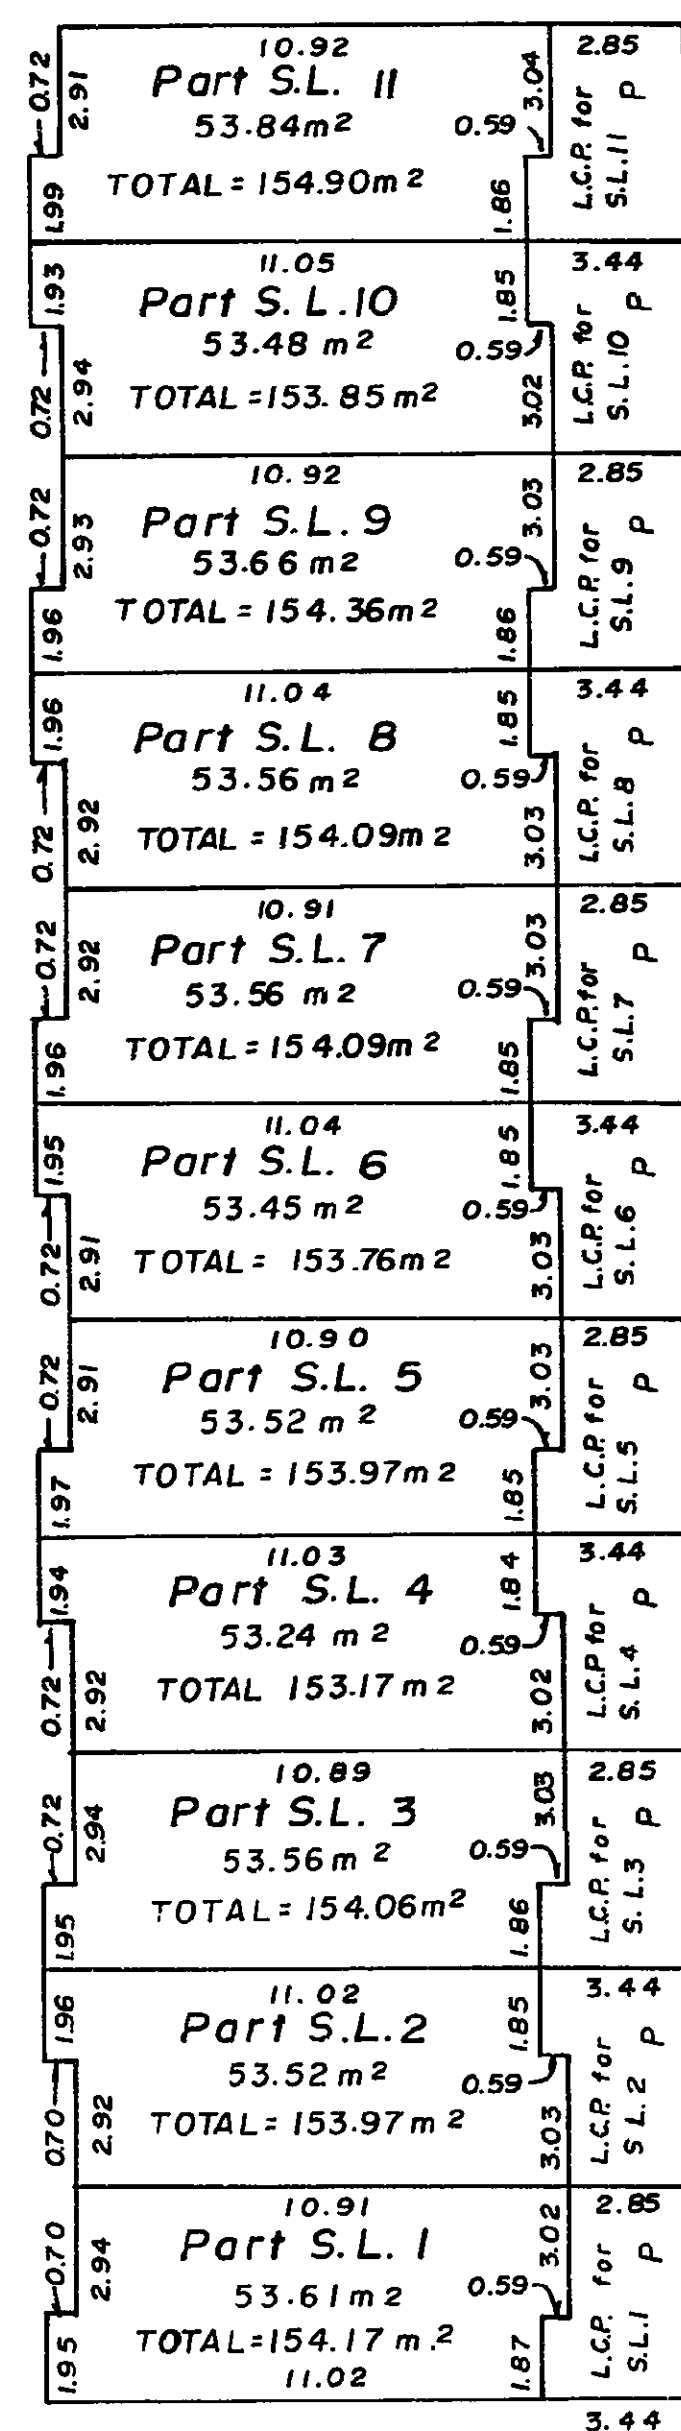 10.92
2.85
0.72
2.91
Part S.L. 11
3.04
53.84m2
0.59
L.C.P. for
S.L.11 P
TOTAL = 154.90m2
1.99
1.86
11.05
3.44
1.93
Part S.L.10
1.85
53.48 m2
0.59
L.C.P. for
S.L.10 P
0.72
2.94
TOTAL =153.85m2
3.02
10.92
2.85
0.72
2.93
Part S.L.9
3.03
53.66 m2
0.59
L.C.P. for
S.L.9 P
TOTAL = 154.36m2
1.96
1.86
11.04
3.44
1.96
Part S.L. 8
1.85
53.56 m2
0.59
L.C.P. for
S.L.8 P
0.72
2.92
TOTAL = 154.09m2
3.03
10.91
2.85
0.72
2.92
Part S.L.7
3.03
53.56 m2
0.59
L.C.P. for
S.L.7 P
TOTAL = 154.09m2
1.96
1.85
11.04
3.44
1.95
Part S.L. 6
1.85
53.45 m2
0.59
L.C.P. for
S.L.6 P
0.72
2.91
TOTAL = 153.76m2
3.03
10.90
2.85
0.72
2.91
Part S.L. 5
3.03
53.52 m2
0.59
L.C.P. for
S.L.5 P
TOTAL = 153.97m2
1.97
1.85
11.03
3.44
1.94
Part S.L. 4
1.84
53.24 m2
0.59
L.C.P for
S.L.4 P
0.72
2.92
TOTAL 153.17m2
3.02
10.89
2.85
0.72
2.94
Part S.L. 3
3.03
53.56m2
0.59
L.C.P. for
S.L.3 P
TOTAL= 154.06m2
1.95
1.86
11.02
3.44
1.96
Part S.L.2
1.85
53.52 m2
0.59
L.C.P. for
S L.2 P
0.70
2.92
TOTAL= 153.97m2
3.03
10.91
2.85
0.70
2.94
Part S.L. 1
3.02
53.61m2
0.59
L.C.P. for
S.L.1 P
TOTAL=154.17 m.2
1.95
1.87
11.02
3.44